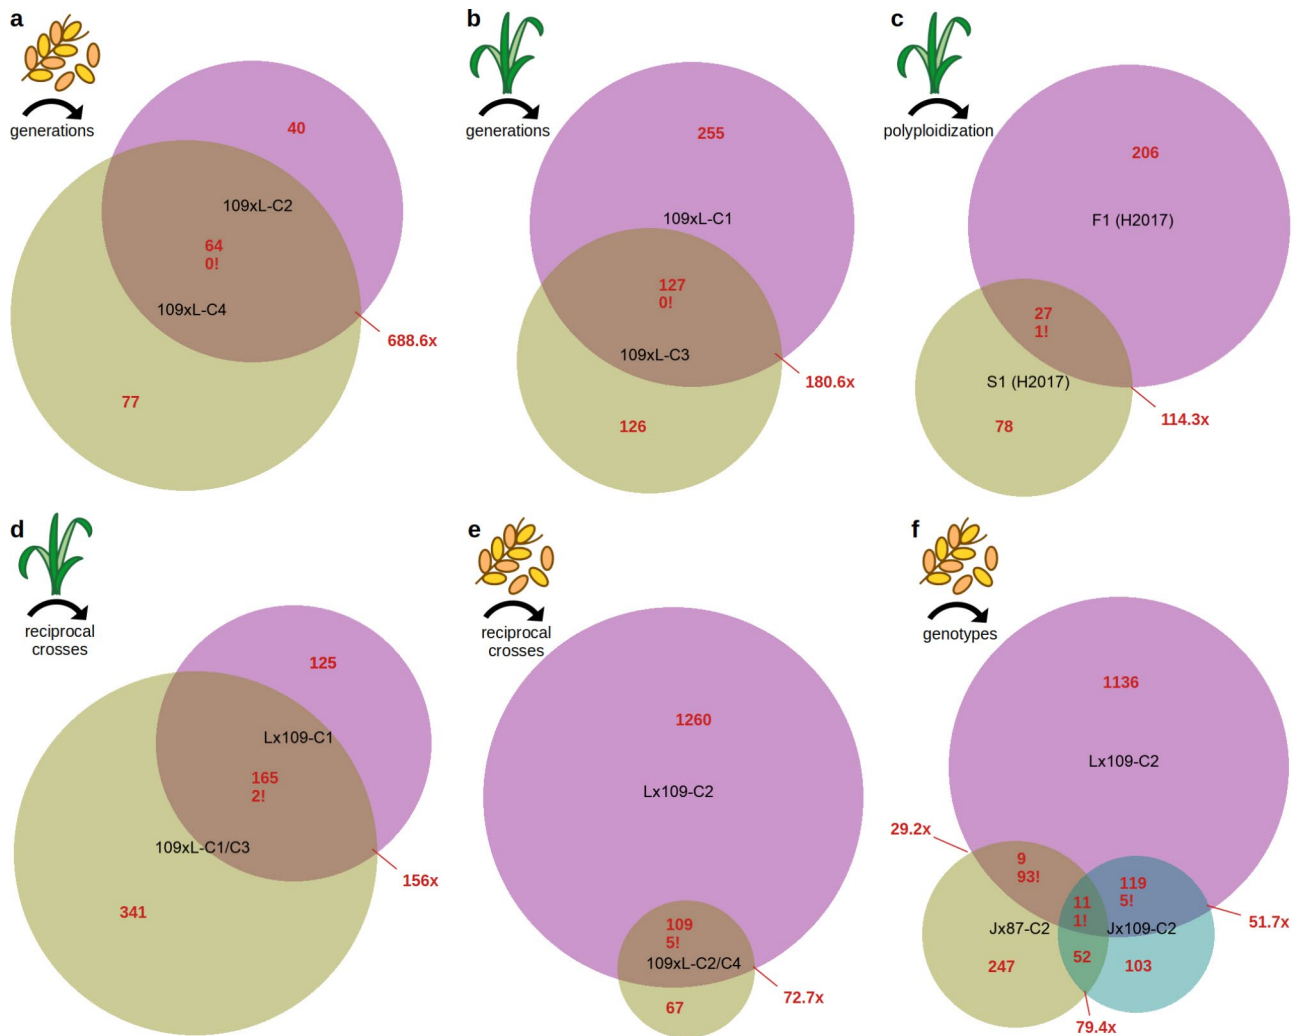 a
generations
40
109xL-C2
64
0!
109xL-C4
688.6x
77
b
generations
255
109xL-C1
127
0!
109xL-C3
180.6x
126
c
polyploidization
206
F1 (H2017)
27
1!
S1 (H2017)
114.3x
78
d
reciprocal
crosses
125
Lx109-C1
165
2!
109xL-C1/C3
156x
341
e
reciprocal
crosses
1260
Lx109-C2
109
5!
109xL-C2/C4
72.7x
67
f
genotypes
1136
Lx109-C2
29.2x
9
93!
119
5!
11
1!
51.7x
Jx87-C2
Jx109-C2
52
247
103
79.4x